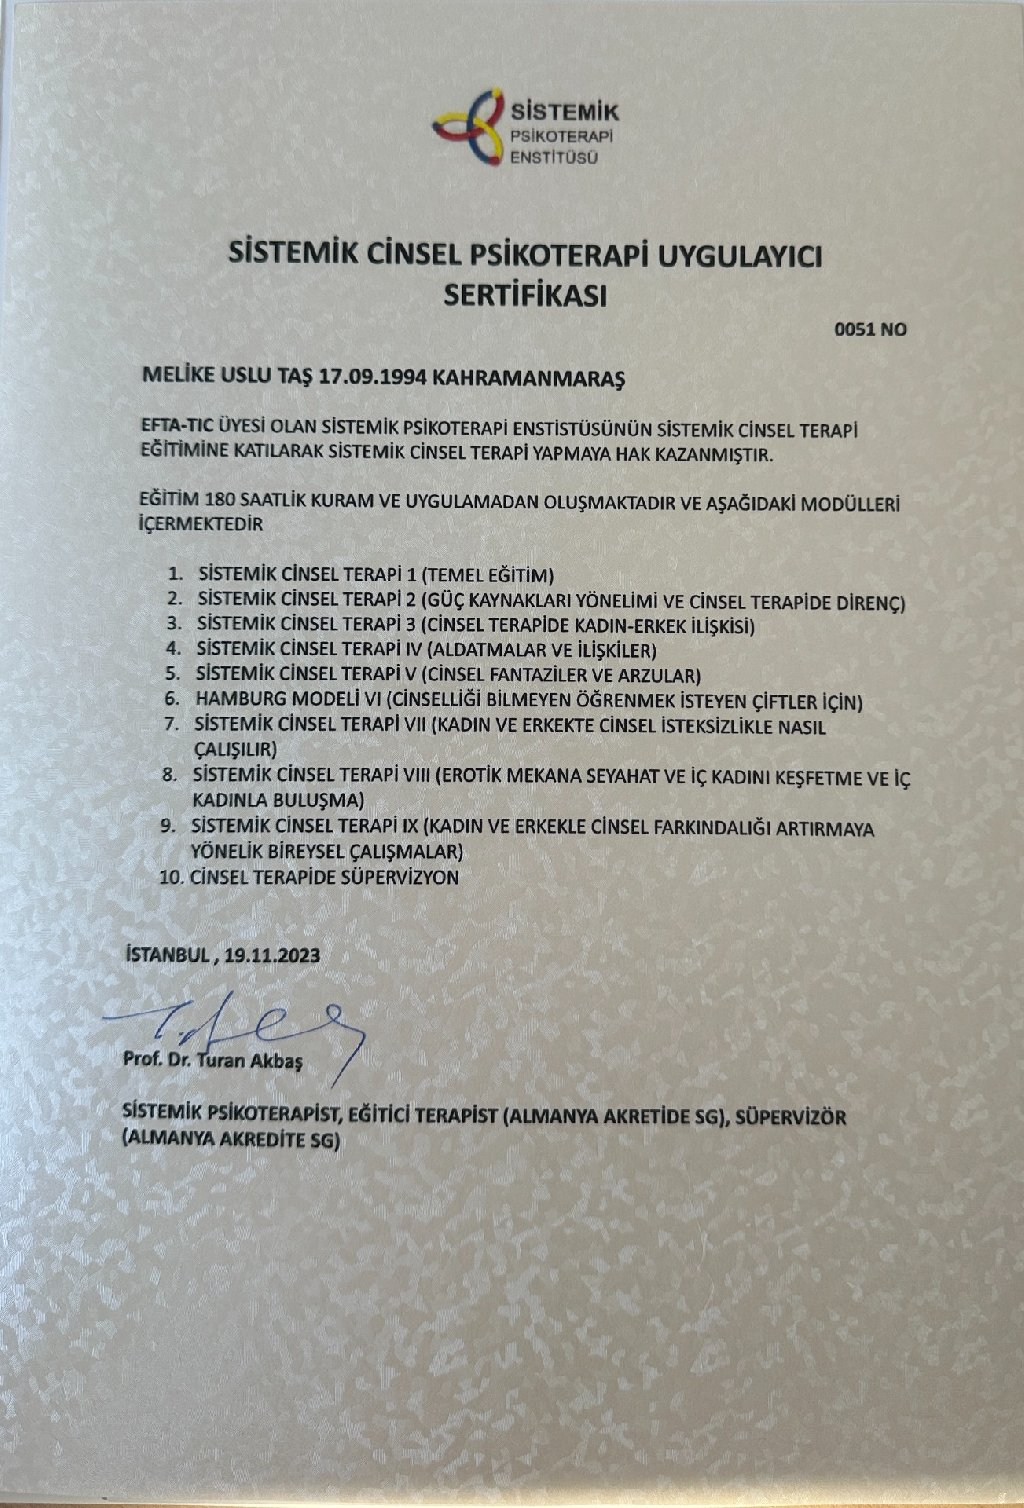 SİSTEMİK
PSİKOTERAPİ
ENSTİTÜSÜ
SİSTEMİK CİNSEL PSİKOTERAPİ UYGULAYICI
SERTİFİKASI
0051 NO
MELİKE USLU TAŞ 17.09.1994 KAHRAMANMARAŞ
EFTA-TIC ÜYESİ OLAN SİSTEMİK PSİKOTERAPİ ENSTİSTÜSÜNÜN SİSTEMİK CİNSEL TERAPİ
EĞİTİMİNE KATILARAK SİSTEMİK CİNSEL TERAPİ YAPMAYA HAK KAZANMIŞTIR.
EĞİTİM 180 SAATLİK KURAM VE UYGULAMADAN OLUŞMAKTADIR VE AŞAĞIDAKİ MODÜLLERİ
İÇERMEKTEDİR
1. SİSTEMİK CİNSEL TERAPİ 1 (TEMEL EĞİTİM)
2. SİSTEMİK CİNSEL TERAPİ 2 (GÜÇ KAYNAKLARI YÖNELİMİ VE CİNSEL TERAPİDE DİRENÇ)
3. SİSTEMİK CİNSEL TERAPİ 3 (CİNSEL TERAPİDE KADIN-ERKEK İLİŞKİSİ)
4. SİSTEMİK CİNSEL TERAPİ IV (ALDATMALAR VE İLİŞKİLER)
5. SİSTEMİK CİNSEL TERAPİ V (CİNSEL FANTAZİLER VE ARZULAR)
6. HAMBURG MODELİ VI (CİNSELLİĞİ BİLMEYEN ÖĞRENMEK İSTEYEN ÇİFTLER İÇİN)
7. SİSTEMİK CİNSEL TERAPİ VII (KADIN VE ERKEKTE CİNSEL İSTEKSİZLİKLE NASIL
ÇALIŞILIR)
8. SİSTEMİK CİNSEL TERAPİ VIII (EROTİK MEKANA SEYAHAT VE İÇ KADINI KEŞFETME VE İÇ
KADINLA BULUŞMA)
9. SİSTEMİK CİNSEL TERAPİ IX (KADIN VE ERKEKLE CİNSEL FARKINDALIĞI ARTIRMAYA
YÖNELİK BİREYSEL ÇALIŞMALAR)
10. CİNSEL TERAPİDE SÜPERVİZYON
İSTANBUL , 19.11.2023
Prof. Dr. Turan Akbaş
SİSTEMİK PSİKOTERAPİST, EĞİTİCİ TERAPİST (ALMANYA AKRETİDE SG), SÜPERVİZÖR
(ALMANYA AKREDİTE SG)